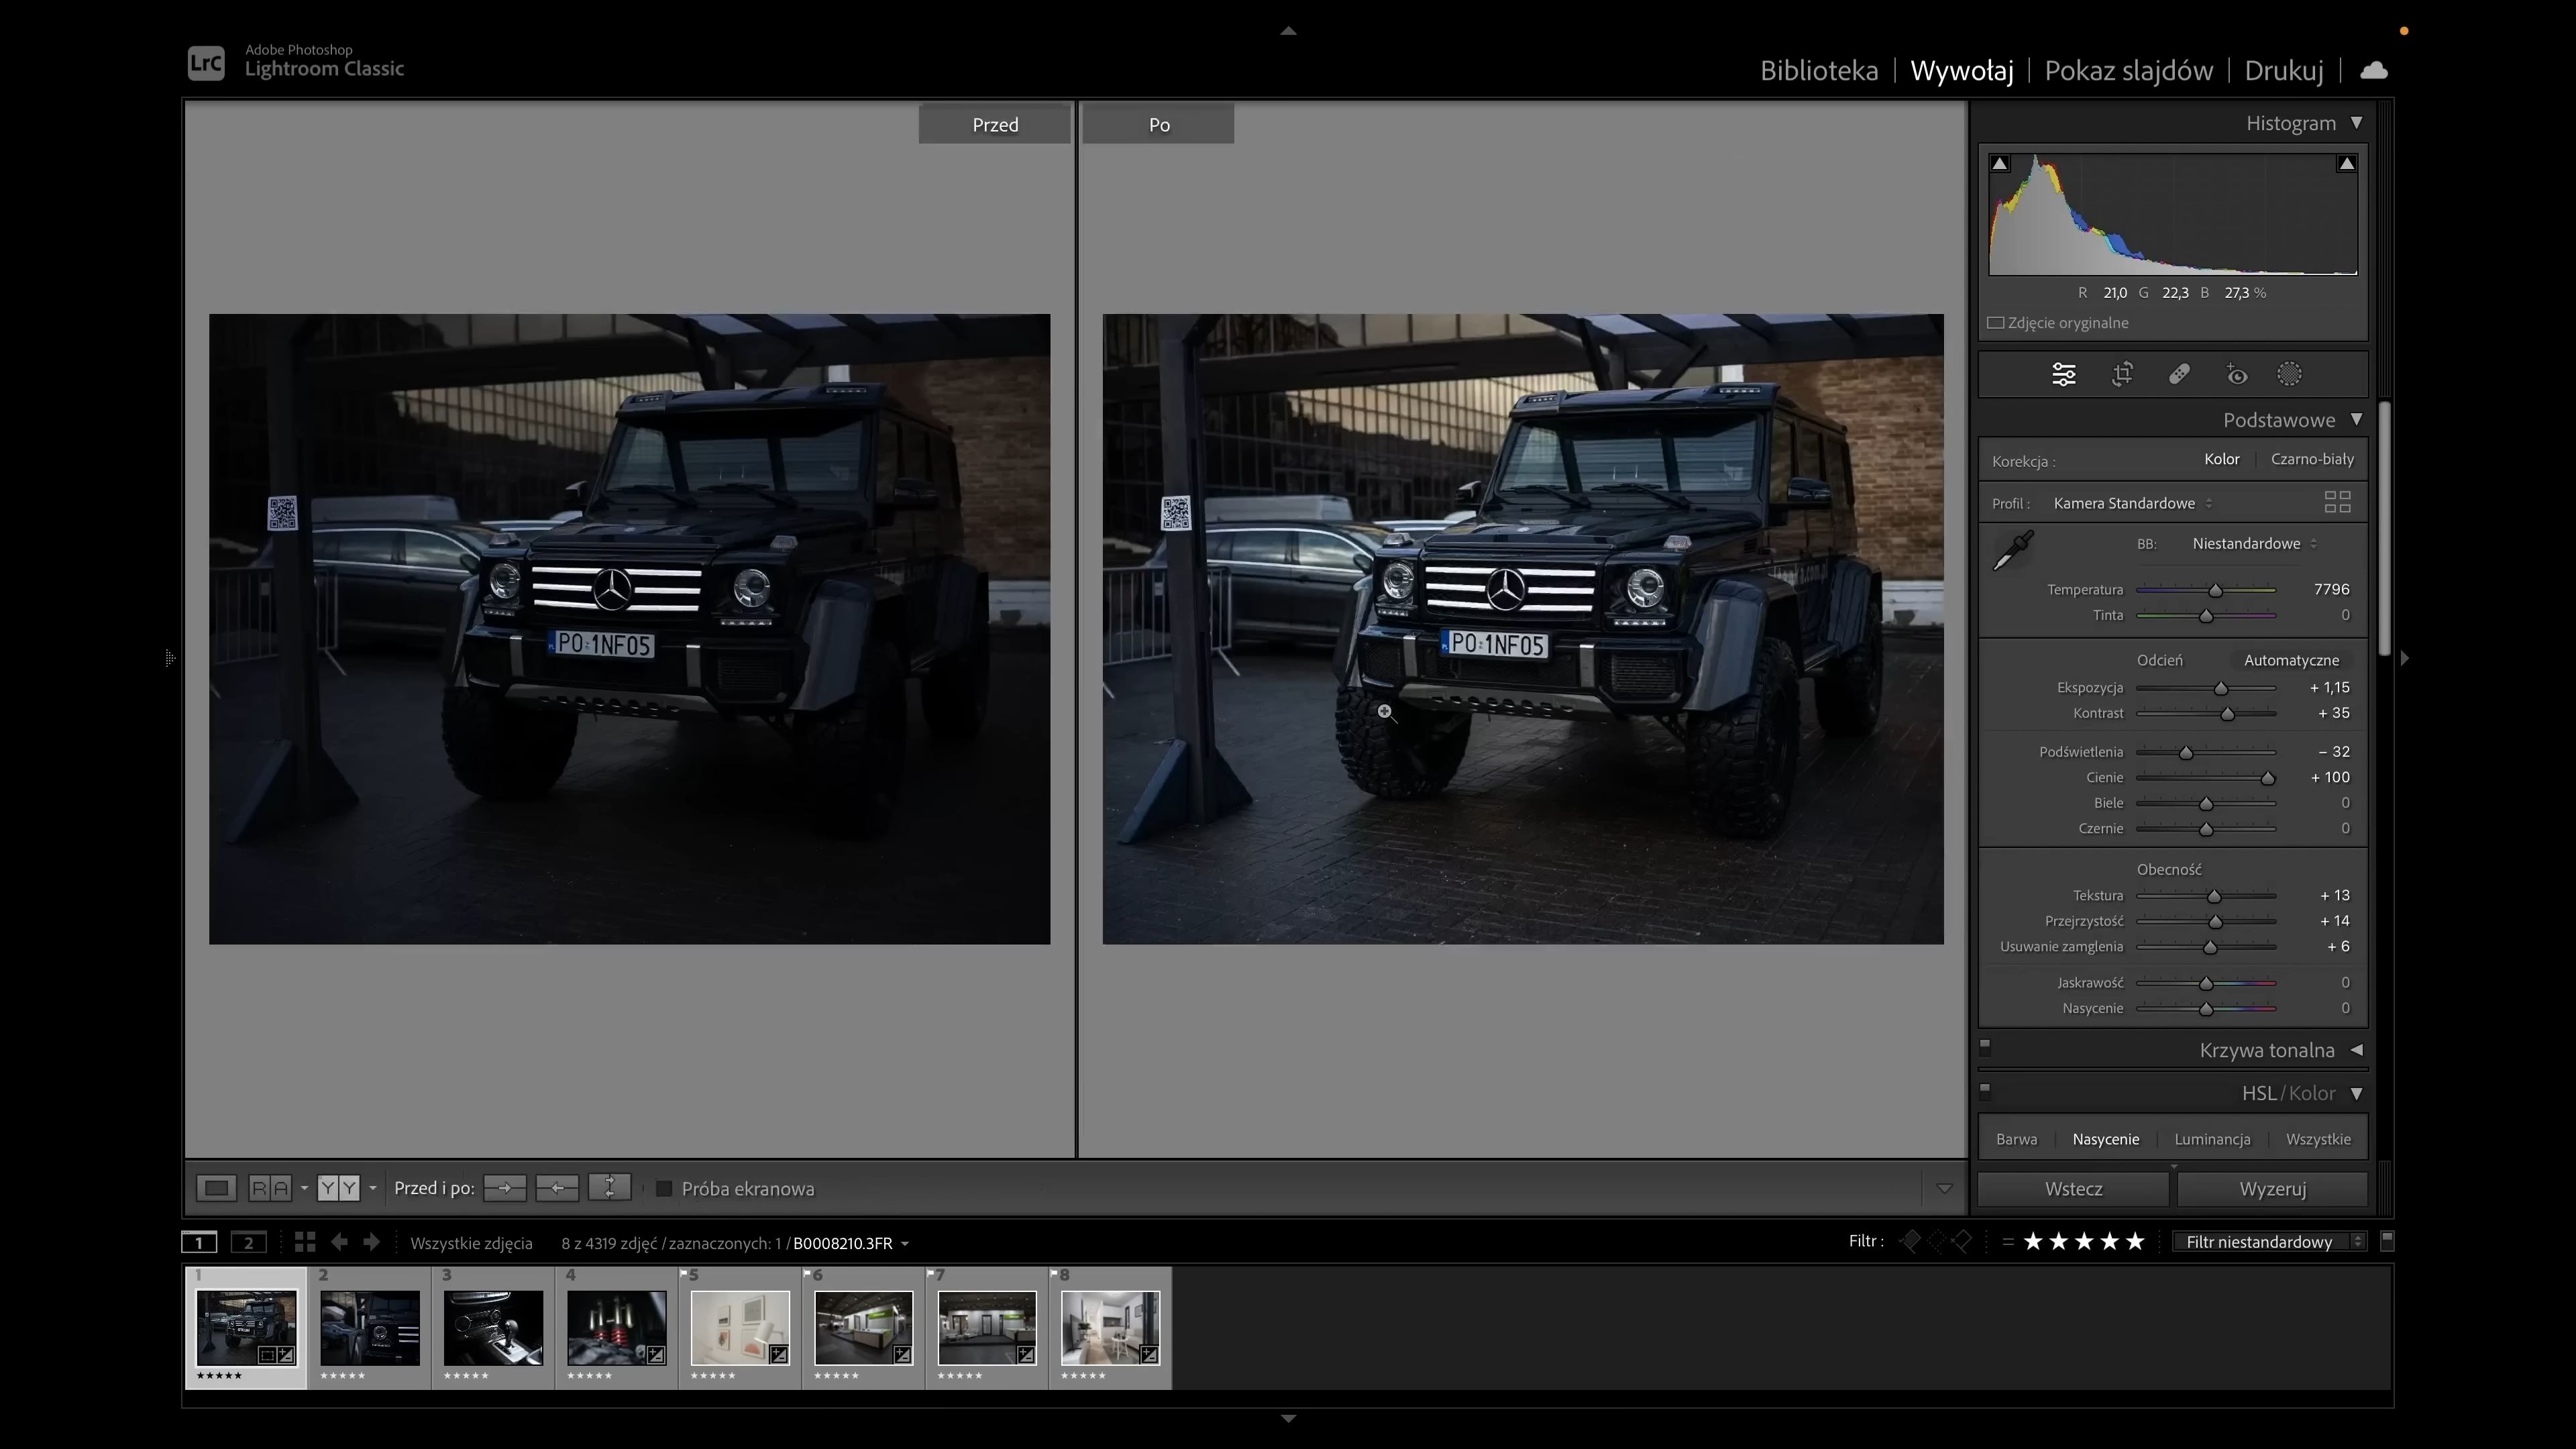 LrC
Adobe Photoshop
Lightroom Classic
Biblioteka | Wywołaj | Pokaz slajdów | Drukuj
Przed
Po
PO 1NF05
PO 1NF05
Histogram
R 21,0 G 22,3 B 27,3 %
Zdjęcie oryginalne
Podstawowe
Korekcja : Kolor Czarno-biały
Profil : Kamera Standardowe
BB: Niestandardowe
Temperatura 7796
Tinta 0
Odcień Automatyczne
Ekspozycja + 1,15
Kontrast + 35
Podświetlenia − 32
Cienie + 100
Biele 0
Czernie 0
Obecność
Tekstura + 13
Przejrzystość + 14
Usuwanie zamglenia + 6
Jaskrawość 0
Nasycenie 0
Krzywa tonalna
HSL / Kolor
Barwa Nasycenie Luminancja Wszystkie
Wstecz Wyzeruj
R A Y Y Przed i po: Próba ekranowa
1 2 Wszystkie zdjęcia 8 z 4319 zdjęć / zaznaczonych: 1 / B0008210.3FR
Filtr : = ★★★★★ Filtr niestandardowy
1 2 3 4 5 6 7 8